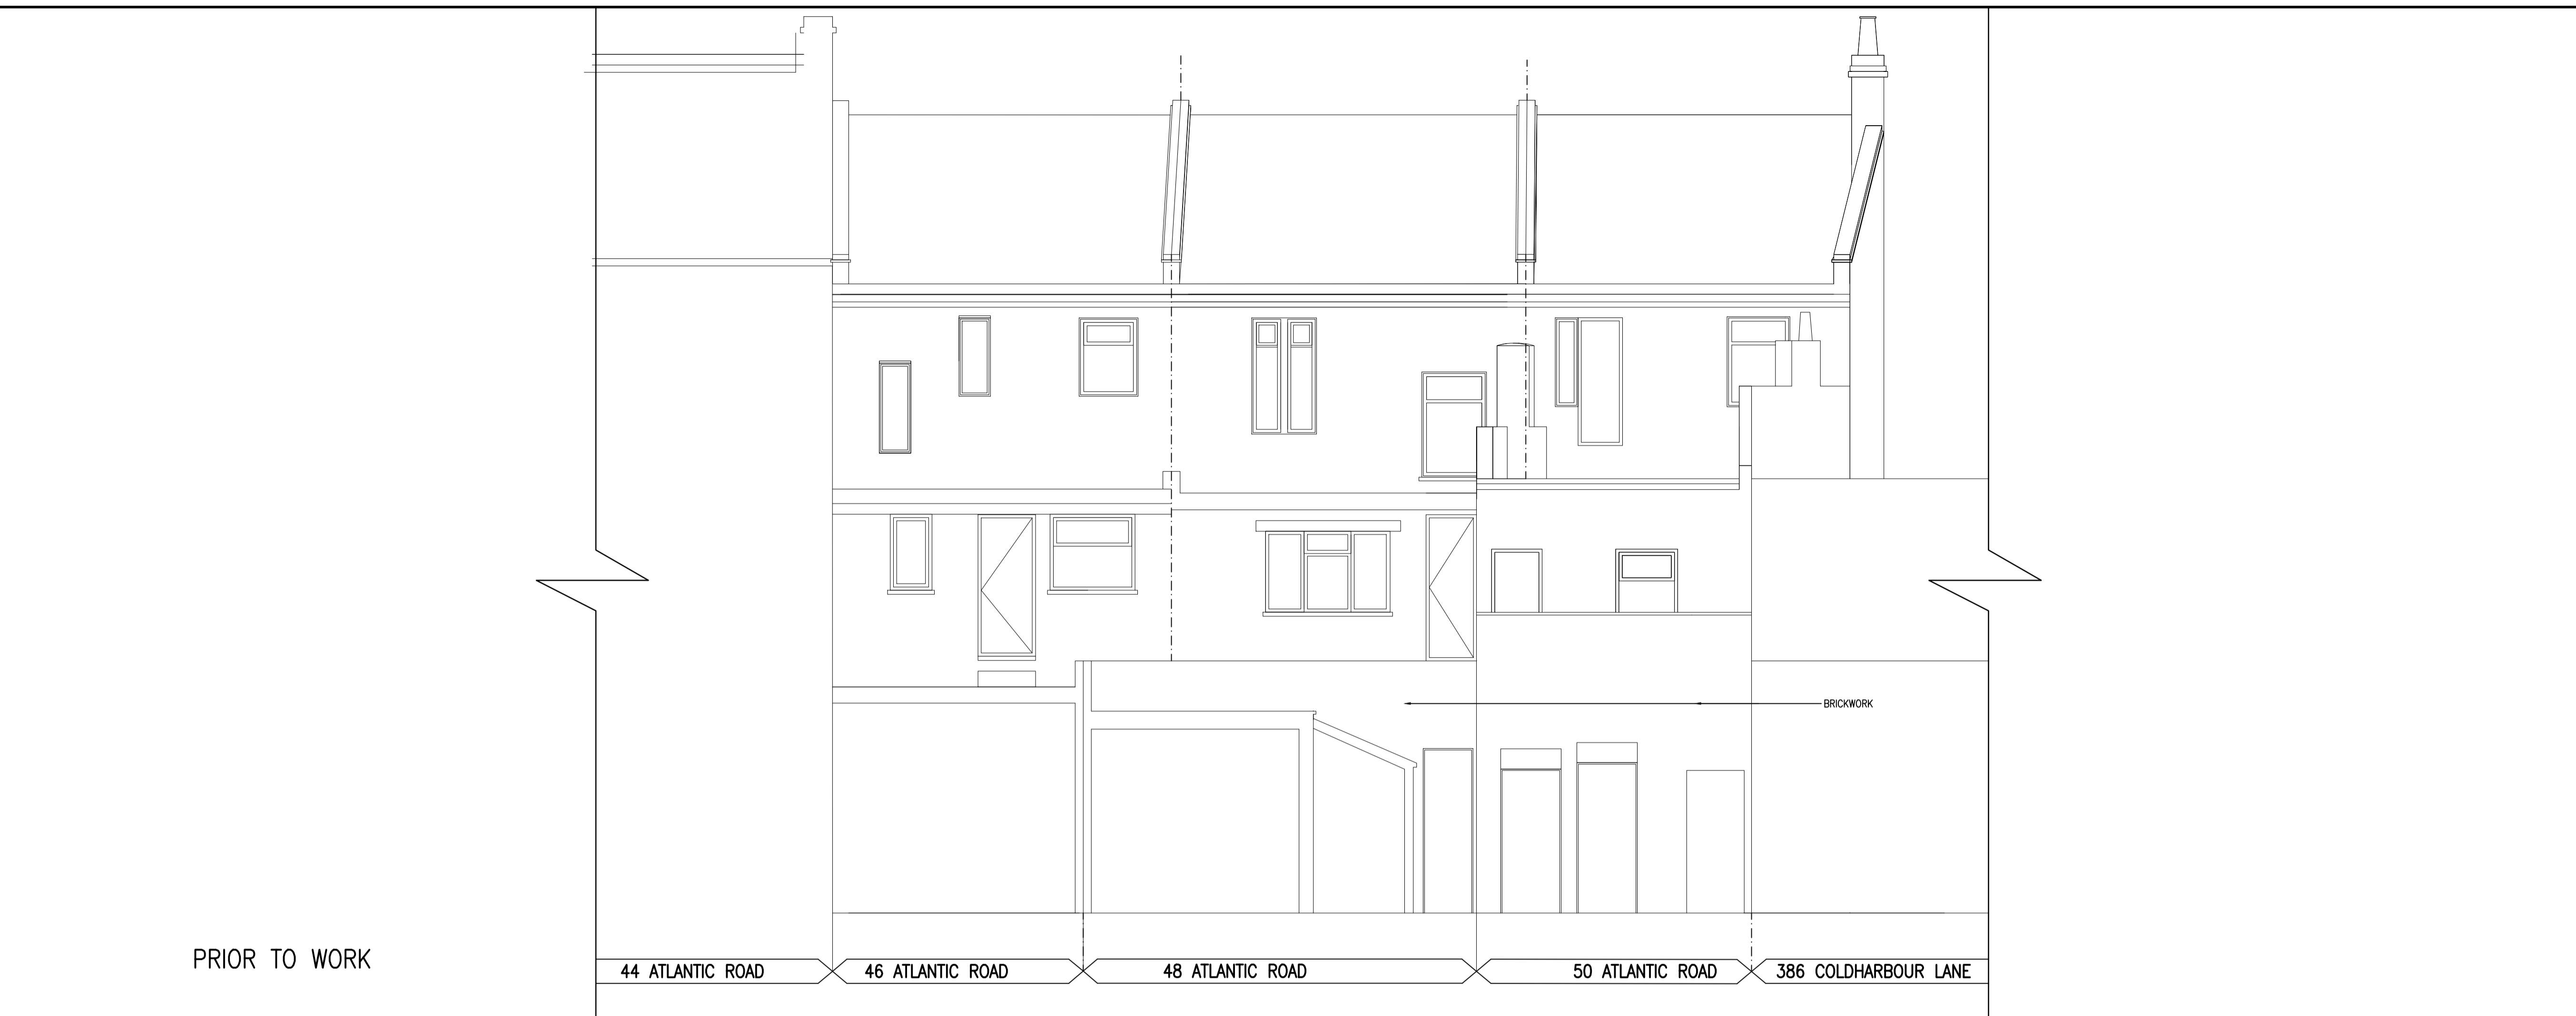 BRICKWORK
PRIOR TO WORK
44 ATLANTIC ROAD
46 ATLANTIC ROAD
48 ATLANTIC ROAD
50 ATLANTIC ROAD
386 COLDHARBOUR LANE